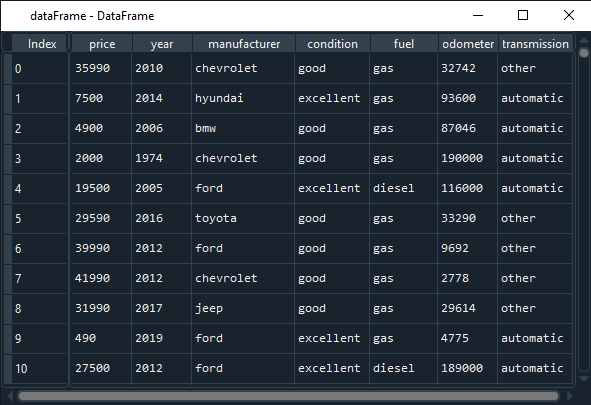 dataFrame - DataFrame
Index price year manufacturer condition fuel odometer transmission
0 35990 2010 chevrolet good gas 32742 other
1 7500 2014 hyundai excellent gas 93600 automatic
2 4900 2006 bmw good gas 87046 automatic
3 2000 1974 chevrolet good gas 190000 automatic
4 19500 2005 ford excellent diesel 116000 automatic
5 29590 2016 toyota good gas 33290 other
6 39990 2012 ford good gas 9692 other
7 41990 2012 chevrolet good gas 2778 other
8 31990 2017 jeep good gas 29614 other
9 490 2019 ford excellent gas 4775 automatic
10 27500 2012 ford excellent diesel 189000 automatic